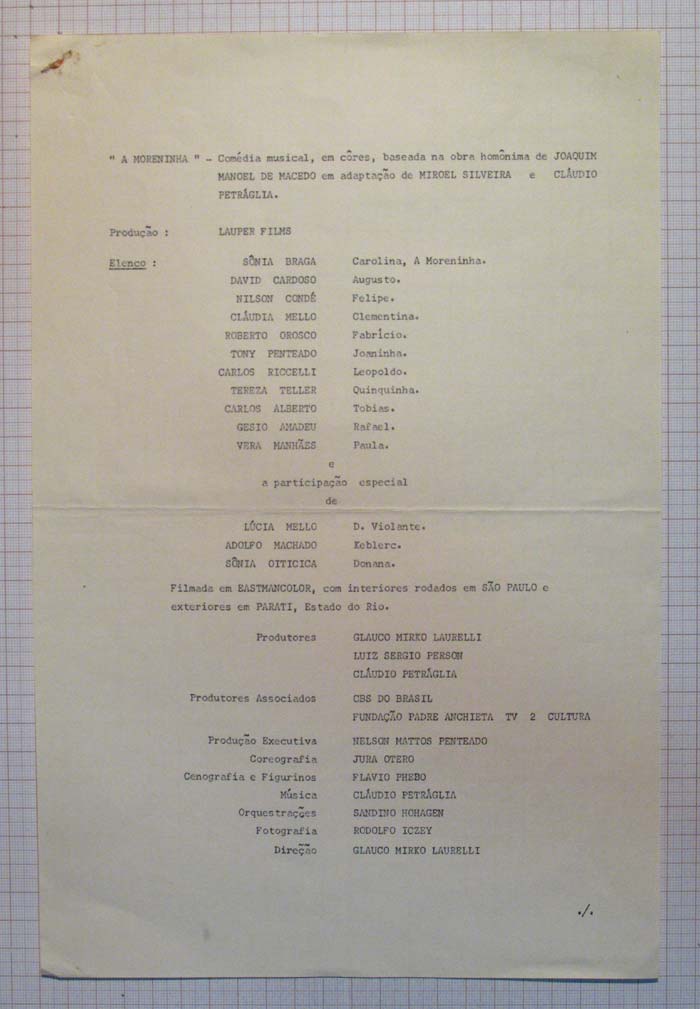 " A MORENINHA " - Comédia musical, em côres, baseada na obra homônima de JOAQUIM
MANOEL DE MACEDO em adaptação de MIROEL SILVEIRA e CLÁUDIO
PETRÁGLIA.
Produção : LAUPER FILMS
Elenco : SÔNIA BRAGA Carolina, A Moreninha.
DAVID CARDOSO Augusto.
NILSON CONDÉ Felipe.
CLÁUDIA MELLO Clementina.
ROBERTO OROSCO Fabrício.
TONY PENTEADO Joaninha.
CARLOS RICCELLI Leopoldo.
TEREZA TELLER Quinquinha.
CARLOS ALBERTO Tobias.
GESIO AMADEU Rafael.
VERA MANHÃES Paula.
e
a participação especial
de
LÚCIA MELLO D. Violante.
ADOLFO MACHADO Keblerc.
SÔNIA OITICICA Donana.
Filmada em EASTMANCOLOR, com interiores rodados em SÃO PAULO e
exteriores em PARATI, Estado do Rio.
Produtores GLAUCO MIRKO LAURELLI
LUIZ SERGIO PERSON
CLÁUDIO PETRÁGLIA
Produtores Associados CBS DO BRASIL
FUNDAÇÃO PADRE ANCHIETA TV 2 CULTURA
Produção Executiva NELSON MATTOS PENTEADO
Coreografia JURA OTERO
Cenografia e Figurinos FLAVIO PHEBO
Música CLÁUDIO PETRÁGLIA
Orquestrações SANDINO HOHAGEN
Fotografia RODOLFO ICZEY
Direção GLAUCO MIRKO LAURELLI
./.